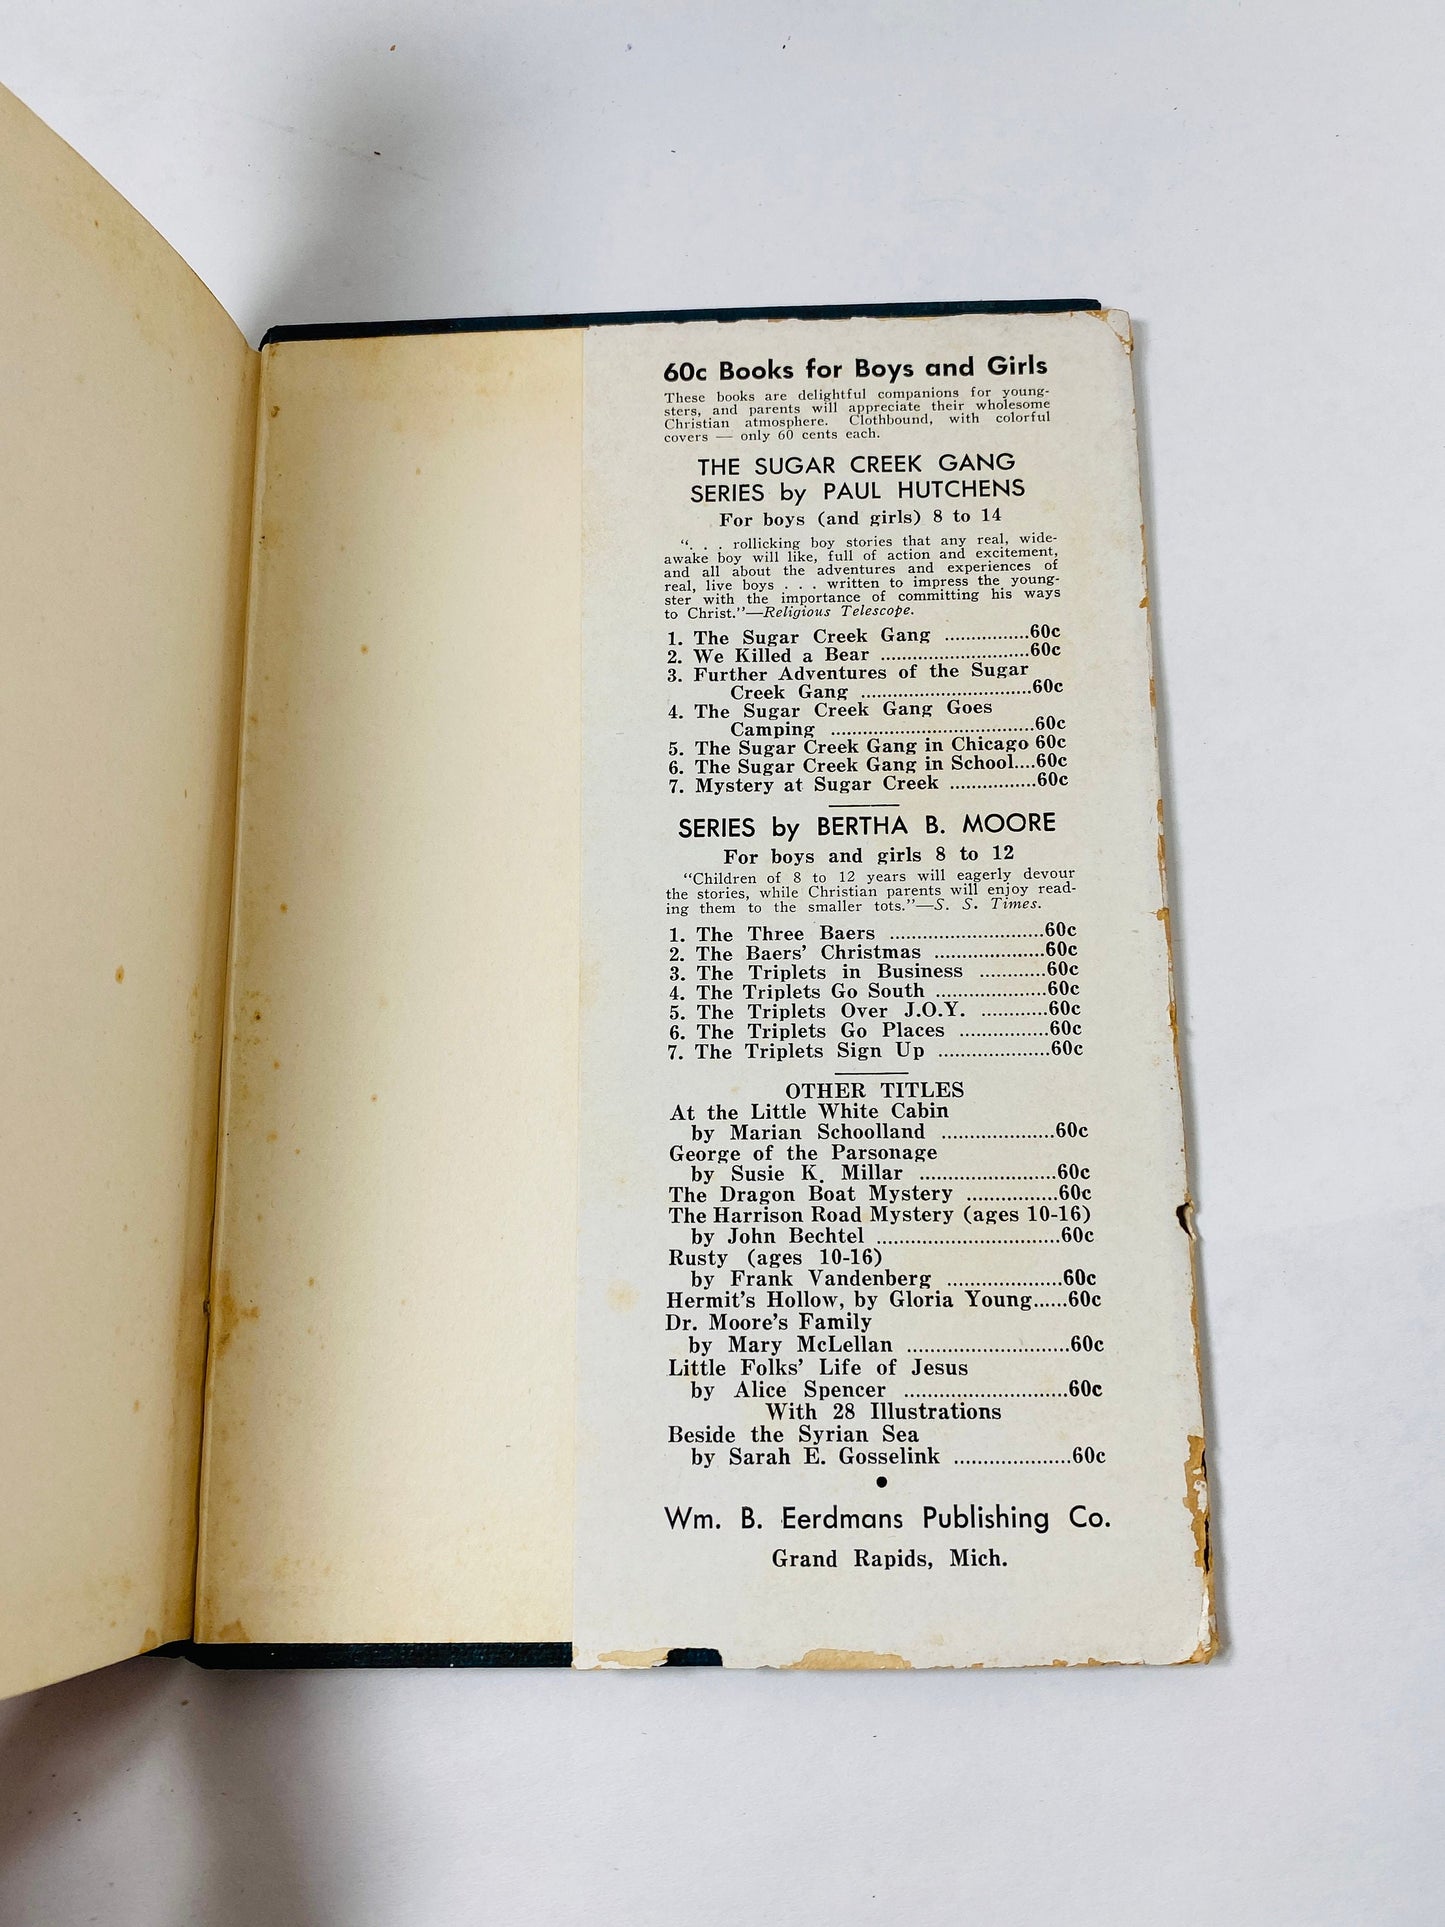 60c Books for Boys and Girls
These books are delightful companions for young-
sters, and parents will appreciate their wholesome
Christian atmosphere. Clothbound, with colorful
covers — only 60 cents each.
THE SUGAR CREEK GANG
SERIES by PAUL HUTCHENS
For boys (and girls) 8 to 14
". . . rollicking boy stories that any real, wide-
awake boy will like, full of action and excitement,
and all about the adventures and experiences of
real, live boys . . . written to impress the young-
ster with the importance of committing his ways
to Christ."—Religious Telescope.
1. The Sugar Creek Gang ................60c
2. We Killed a Bear ............................60c
3. Further Adventures of the Sugar
Creek Gang ................................60c
4. The Sugar Creek Gang Goes
Camping ......................................60c
5. The Sugar Creek Gang in Chicago 60c
6. The Sugar Creek Gang in School....60c
7. Mystery at Sugar Creek ................60c
SERIES by BERTHA B. MOORE
For boys and girls 8 to 12
"Children of 8 to 12 years will eagerly devour
the stories, while Christian parents will enjoy read-
ing them to the smaller tots."—S. S. Times.
1. The Three Baers ............................60c
2. The Baers' Christmas ....................60c
3. The Triplets in Business ............60c
4. The Triplets Go South ....................60c
5. The Triplets Over J.O.Y. ............60c
6. The Triplets Go Places ................60c
7. The Triplets Sign Up ....................60c
OTHER TITLES
At the Little White Cabin
by Marian Schoolland ....................60c
George of the Parsonage
by Susie K. Millar ........................60c
The Dragon Boat Mystery ................60c
The Harrison Road Mystery (ages 10-16)
by John Bechtel ................................60c
Rusty (ages 10-16)
by Frank Vandenberg ....................60c
Hermit's Hollow, by Gloria Young......60c
Dr. Moore's Family
by Mary McLellan ............................60c
Little Folks' Life of Jesus
by Alice Spencer ............................60c
With 28 Illustrations
Beside the Syrian Sea
by Sarah E. Gosselink ....................60c
•
Wm. B. Eerdmans Publishing Co.
Grand Rapids, Mich.